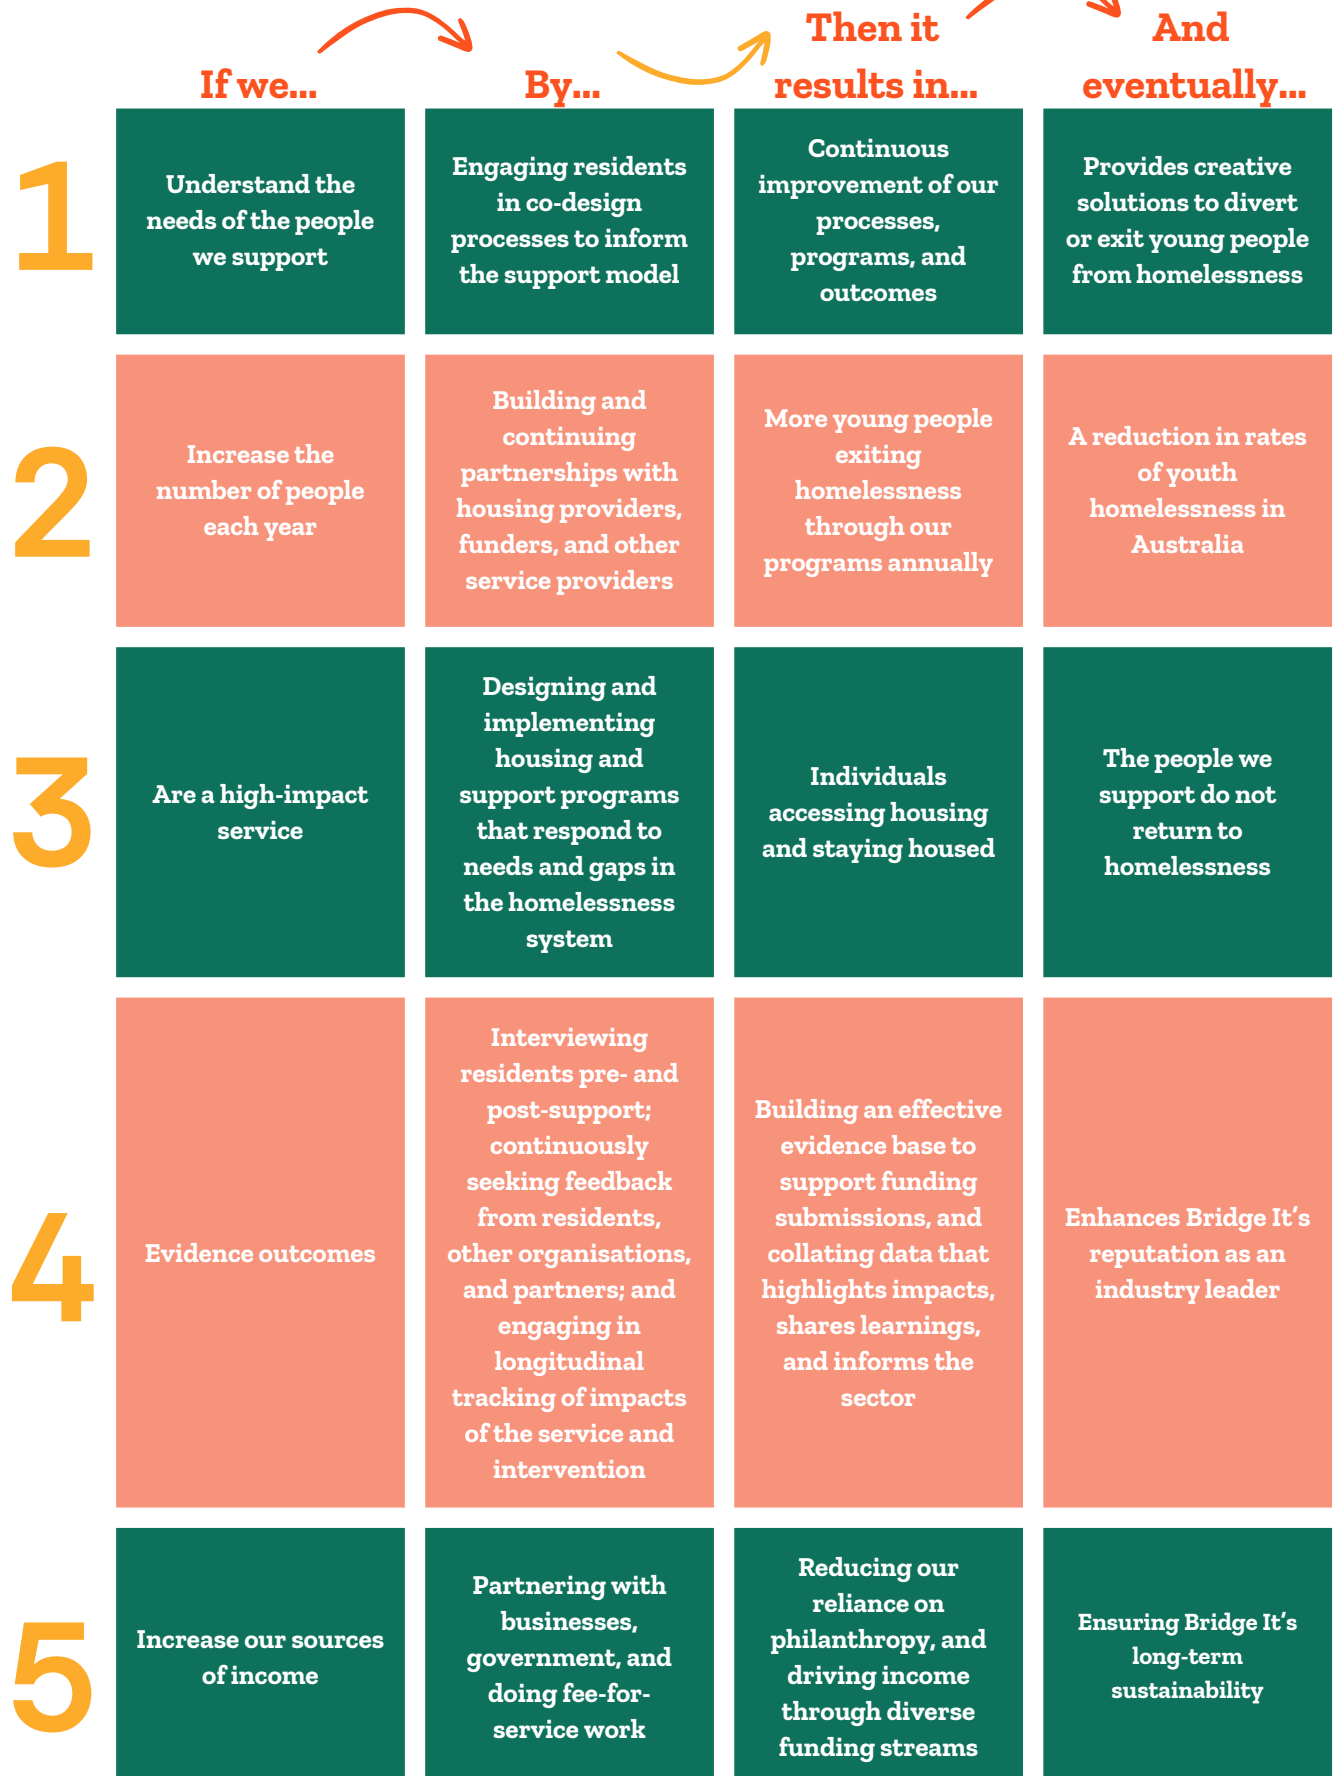 If we...
By...
Then it
results in...
And
eventually...
1
Understand the
needs of the people
we support
Engaging residents
in co-design
processes to inform
the support model
Continuous
improvement of our
processes,
programs, and
outcomes
Provides creative
solutions to divert
or exit young people
from homelessness
2
Increase the
number of people
each year
Building and
continuing
partnerships with
housing providers,
funders, and other
service providers
More young people
exiting
homelessness
through our
programs annually
A reduction in rates
of youth
homelessness in
Australia
3
Are a high-impact
service
Designing and
implementing
housing and
support programs
that respond to
needs and gaps in
the homelessness
system
Individuals
accessing housing
and staying housed
The people we
support do not
return to
homelessness
4
Evidence outcomes
Interviewing
residents pre- and
post-support;
continuously
seeking feedback
from residents,
other organisations,
and partners; and
engaging in
longitudinal
tracking of impacts
of the service and
intervention
Building an effective
evidence base to
support funding
submissions, and
collating data that
highlights impacts,
shares learnings,
and informs the
sector
Enhances Bridge It's
reputation as an
industry leader
5
Increase our sources
of income
Partnering with
businesses,
government, and
doing fee-for-
service work
Reducing our
reliance on
philanthropy, and
driving income
through diverse
funding streams
Ensuring Bridge It's
long-term
sustainability